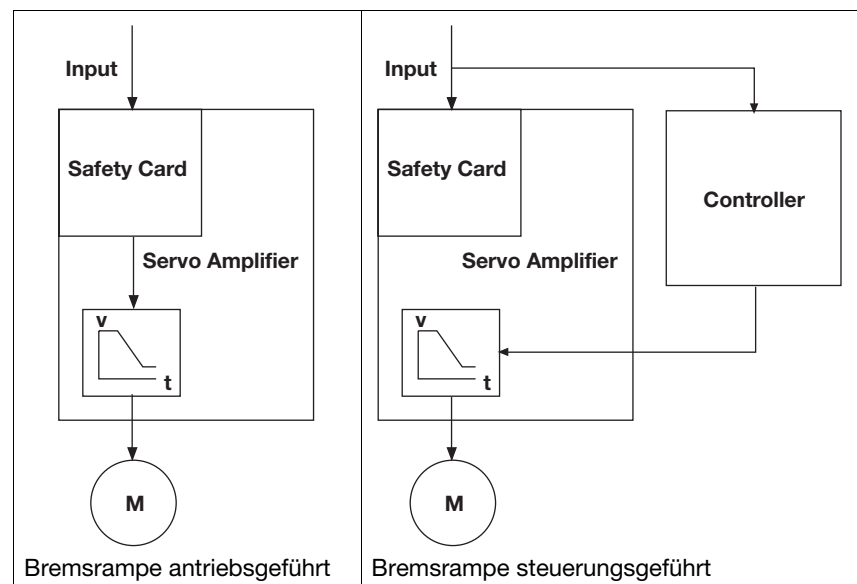 Input
Safety Card
Servo Amplifier
v
t
M
Bremsrampe antriebsgeführt
Input
Safety Card
Controller
Servo Amplifier
v
t
M
Bremsrampe steuerungsgeführt